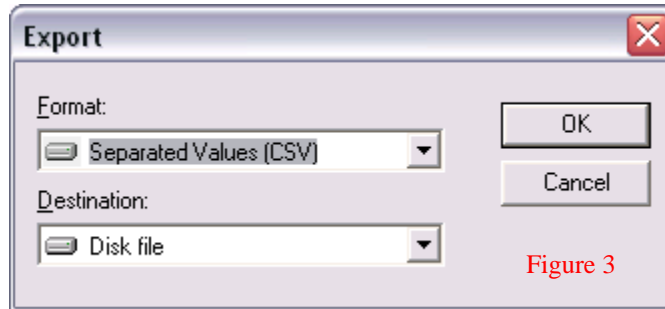 Export
Format:
Separated Values (CSV)
OK
Cancel
Destination:
Disk file
Figure 3